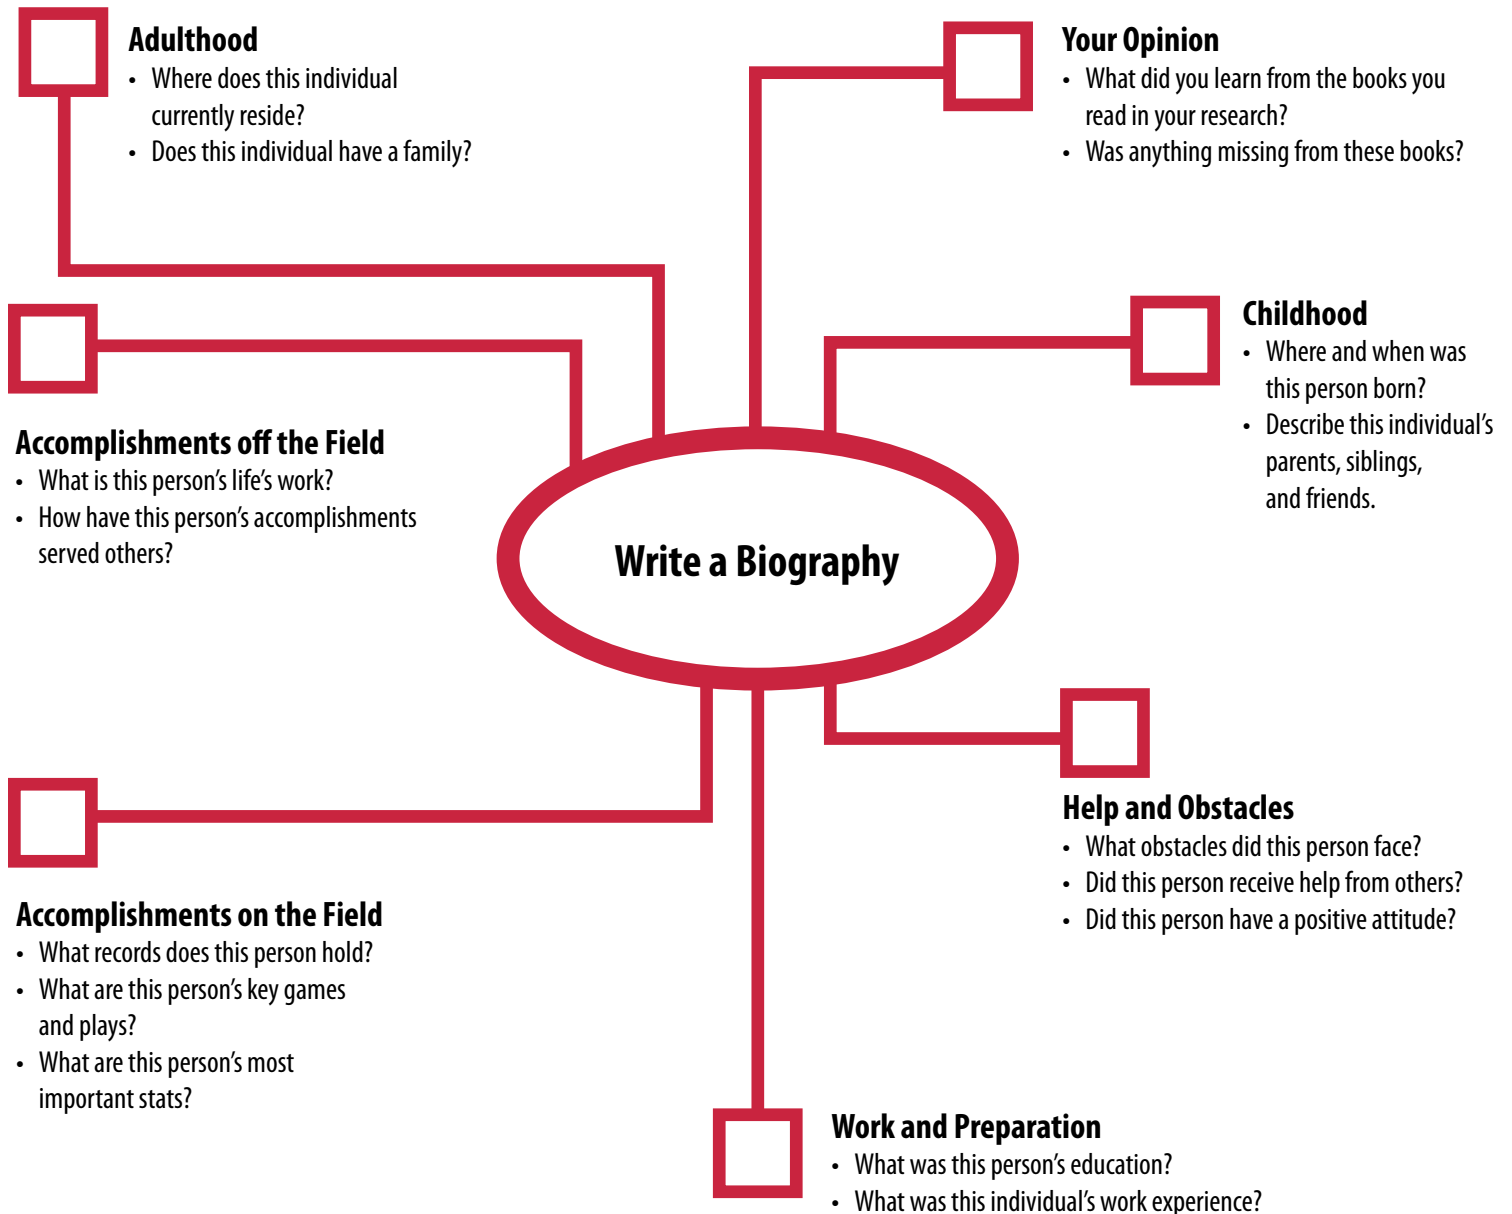 Adulthood
• Where does this individual
currently reside?
• Does this individual have a family?
Your Opinion
• What did you learn from the books you
read in your research?
• Was anything missing from these books?
Childhood
• Where and when was
this person born?
• Describe this individual’s
parents, siblings,
and friends.
Accomplishments off the Field
• What is this person’s life’s work?
• How have this person’s accomplishments
served others?
Write a Biography
Help and Obstacles
• What obstacles did this person face?
• Did this person receive help from others?
• Did this person have a positive attitude?
Accomplishments on the Field
• What records does this person hold?
• What are this person’s key games
and plays?
• What are this person’s most
important stats?
Work and Preparation
• What was this person’s education?
• What was this individual’s work experience?